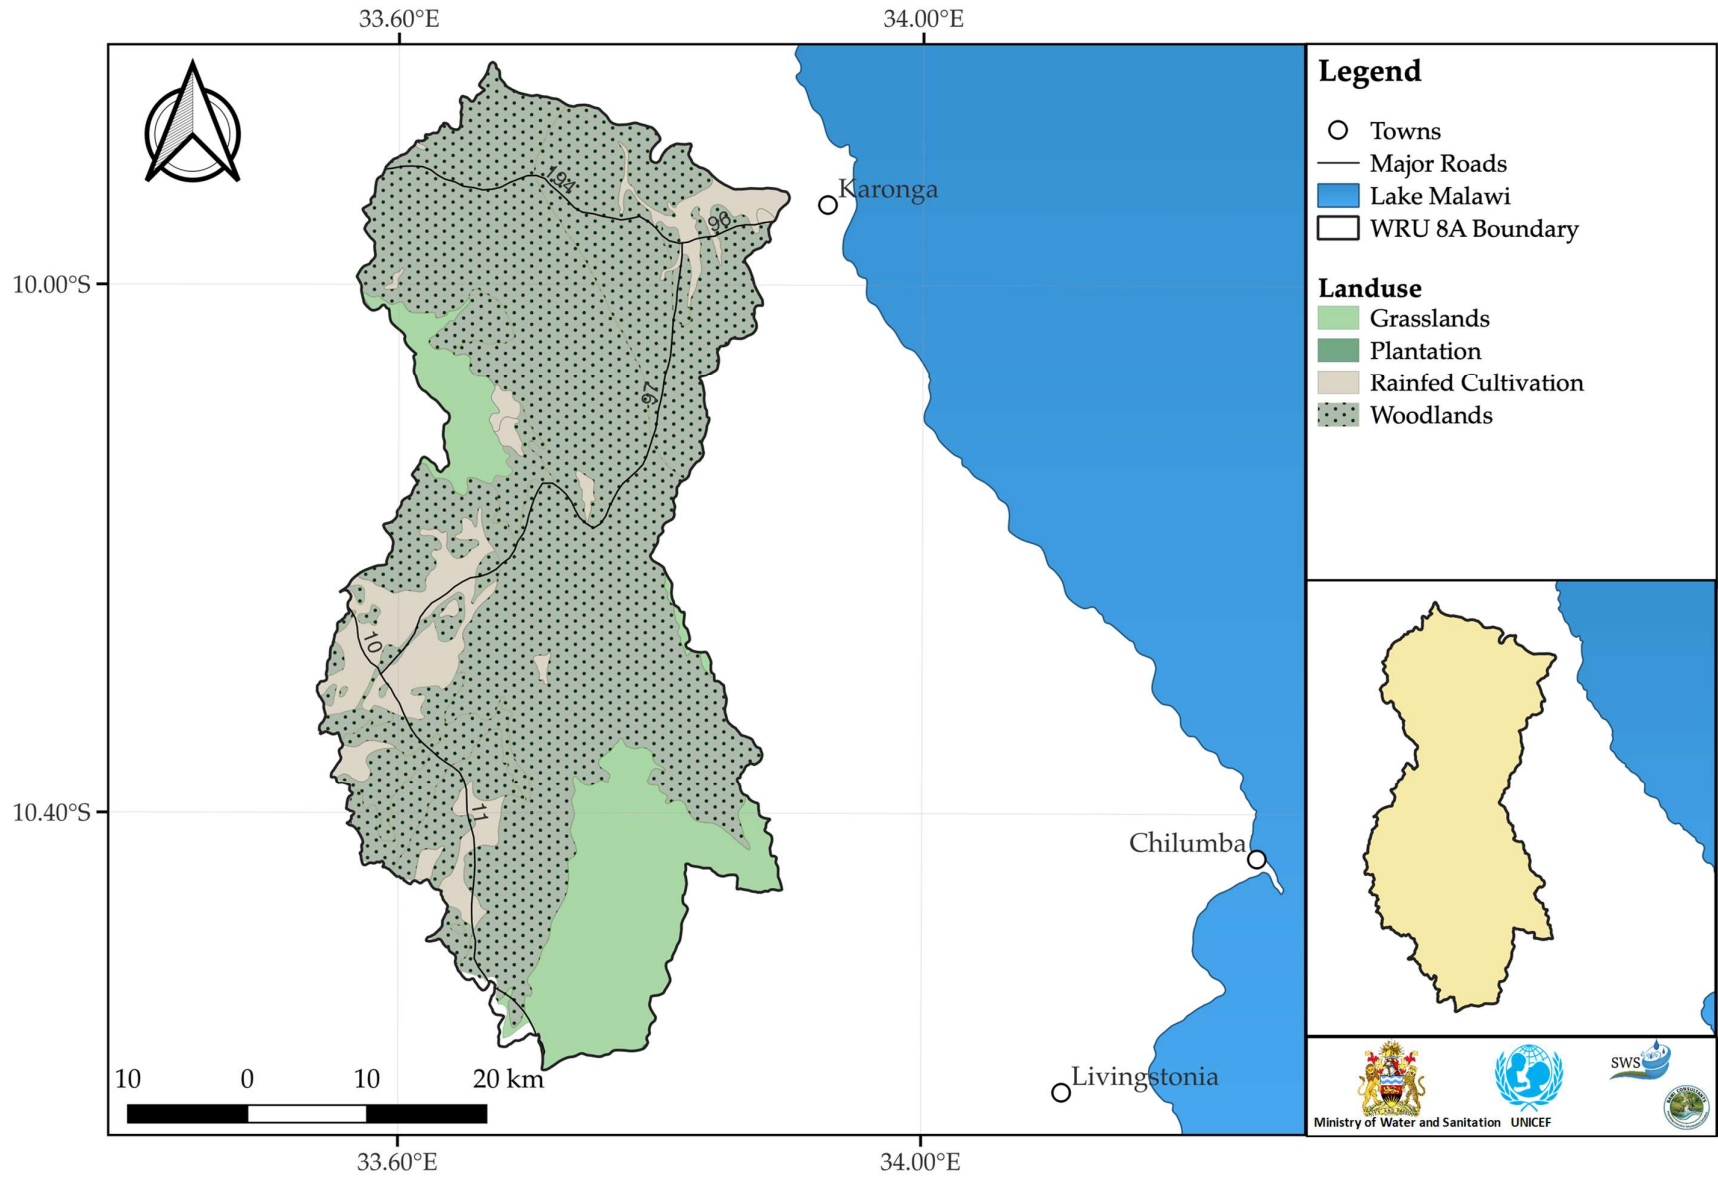 33.60°E 34.00°E
Legend
Towns
Major Roads
Lake Malawi
WRU 8A Boundary
Landuse
Grasslands
Plantation
Rainfed Cultivation
Woodlands
194
Karonga
96
10.00°S
97
10
10.40°S
11
Chilumba
Livingstonia
10 0 10 20 km
33.60°E 34.00°E
SWS
Ministry of Water and Sanitation UNICEF